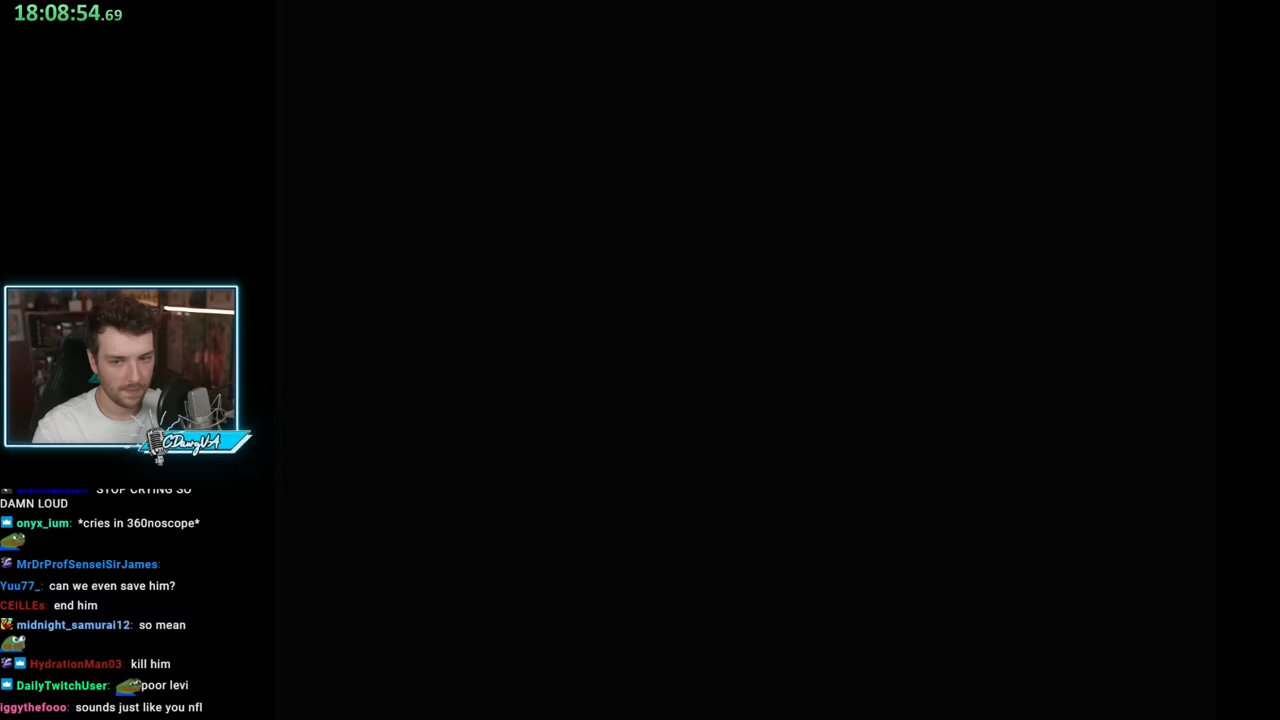 18:08:54.69
CDawgVA
STOP CRYING SO
DAMN LOUD
onyx_ium: *cries in 360noscope*
MrDrProfSenseiSirJames:
Yuu77_: can we even save him?
CEILLEs: end him
midnight_samurai12: so mean
HydrationMan03: kill him
DailyTwitchUser: poor levi
iggythefooo: sounds just like you nfl